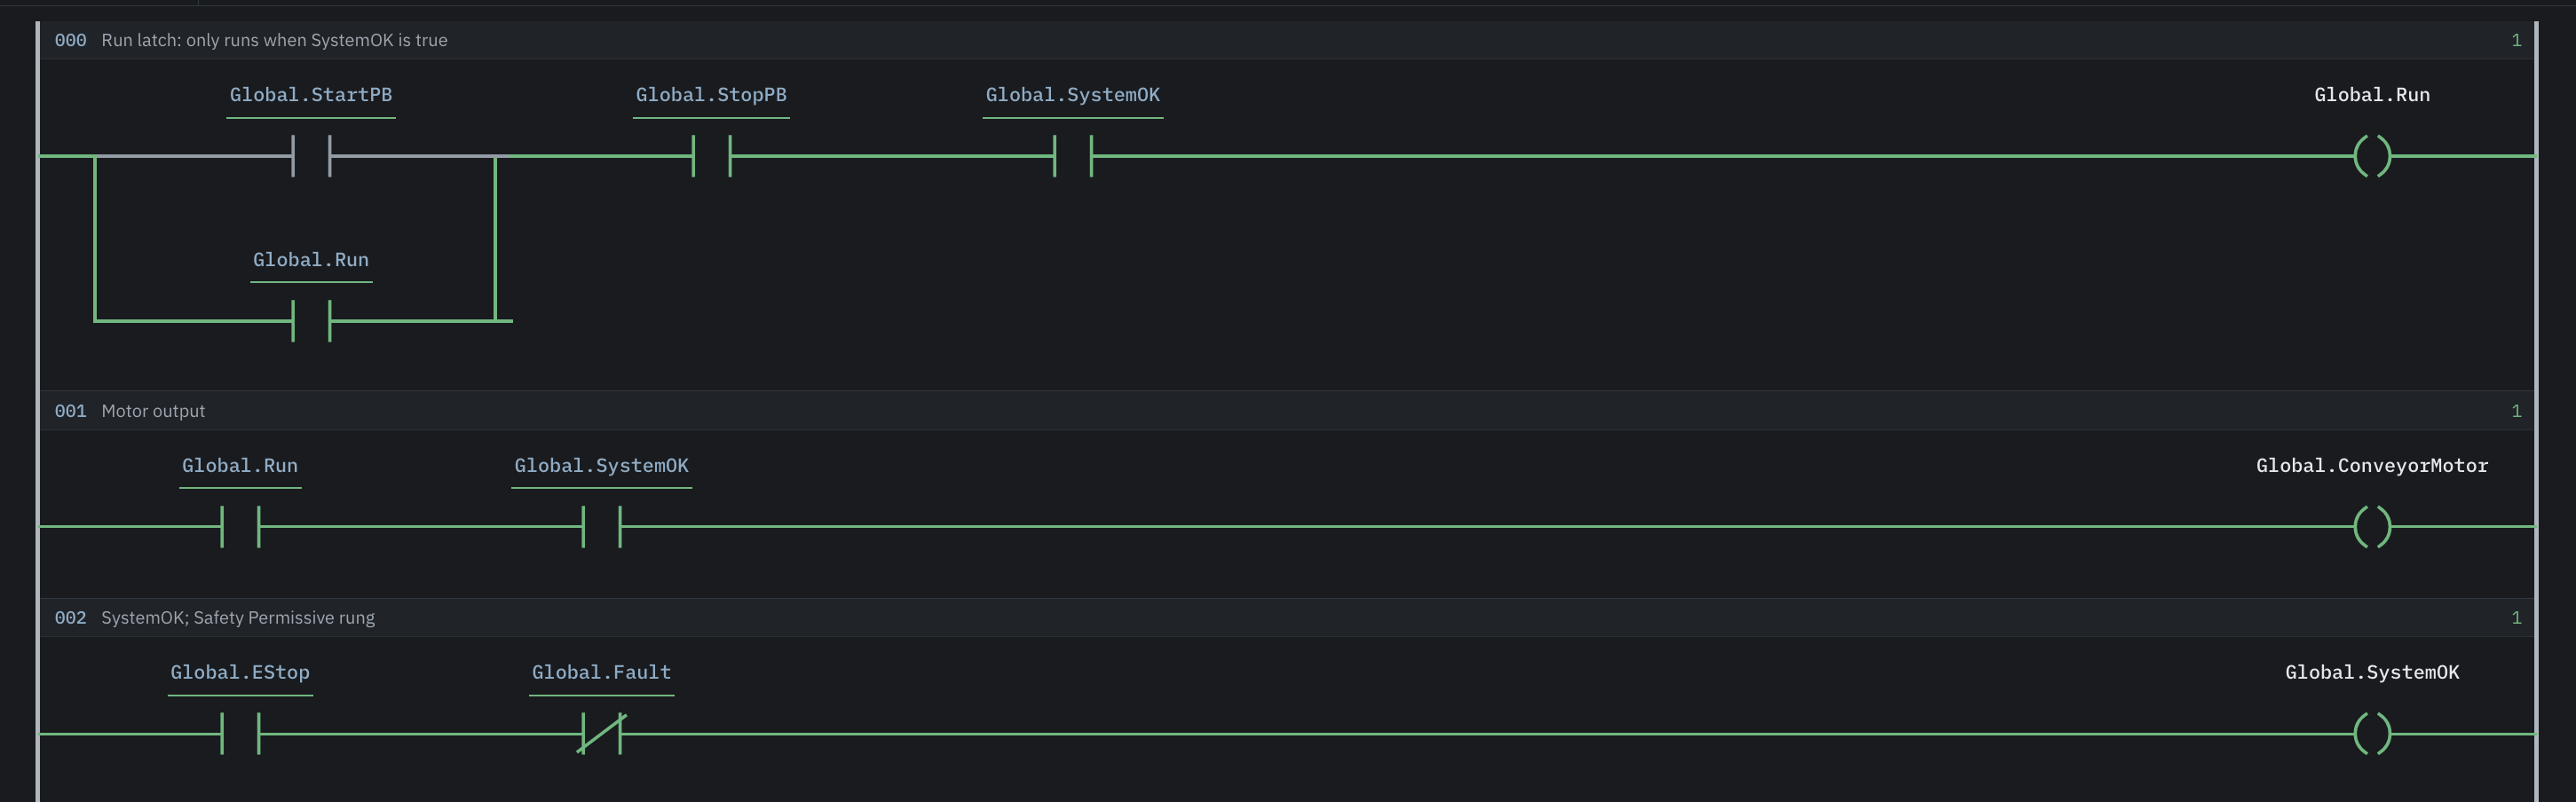 000 Run latch: only runs when SystemOK is true 1
Global.StartPB Global.StopPB Global.SystemOK Global.Run
Global.Run
001 Motor output 1
Global.Run Global.SystemOK Global.ConveyorMotor
002 SystemOK; Safety Permissive rung 1
Global.EStop Global.Fault Global.SystemOK